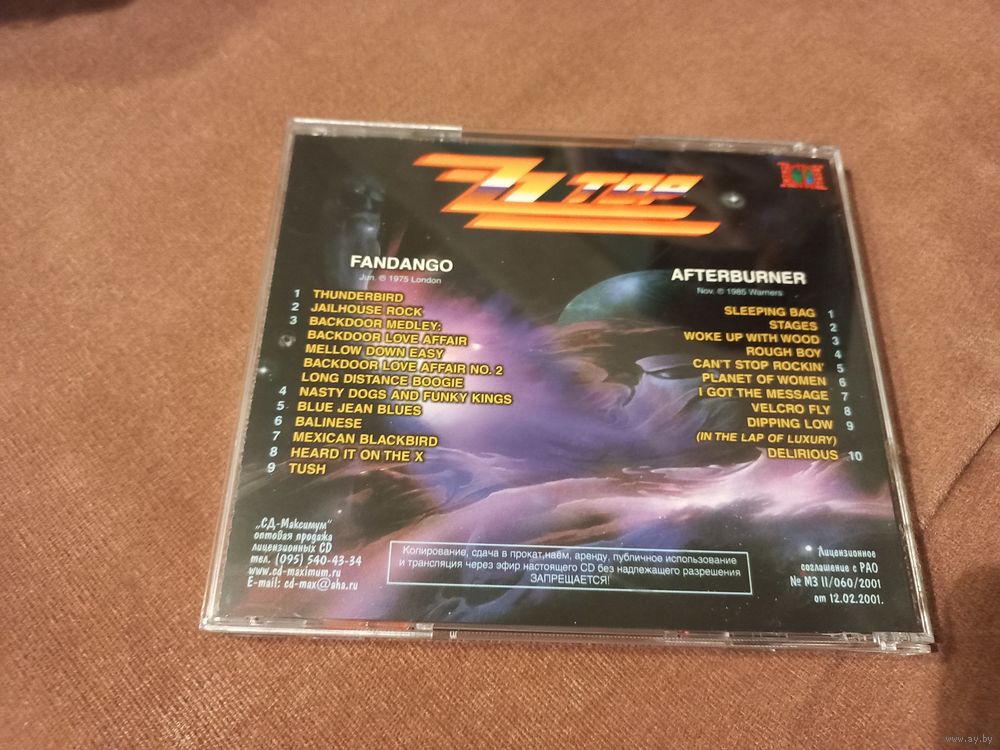 ZZ TOP
FANDANGO
Jun. ℗ 1975 London
1 THUNDERBIRD
2 JAILHOUSE ROCK
3 BACKDOOR MEDLEY:
BACKDOOR LOVE AFFAIR
MELLOW DOWN EASY
BACKDOOR LOVE AFFAIR NO. 2
LONG DISTANCE BOOGIE
4 NASTY DOGS AND FUNKY KINGS
5 BLUE JEAN BLUES
6 BALINESE
7 MEXICAN BLACKBIRD
8 HEARD IT ON THE X
9 TUSH
AFTERBURNER
Nov. ℗ 1985 Warners
SLEEPING BAG 1
STAGES 2
WOKE UP WITH WOOD 3
ROUGH BOY 4
CAN'T STOP ROCKIN' 5
PLANET OF WOMEN 6
I GOT THE MESSAGE 7
VELCRO FLY 8
DIPPING LOW 9
(IN THE LAP OF LUXURY)
DELIRIOUS 10
„СД-Максимум"
оптовая продажа
лицензионных CD
тел. (095) 540-43-34
www.cd-maximum.ru
E-mail: cd-max@aha.ru
Копирование, сдача в прокат,наём, аренду, публичное использование
и трансляция через эфир настоящего CD без надлежащего разрешения
ЗАПРЕЩАЕТСЯ!
Лицензионное
соглашение с РАО
№ МЗ II/060/2001
от 12.02.2001.
www.ay.by